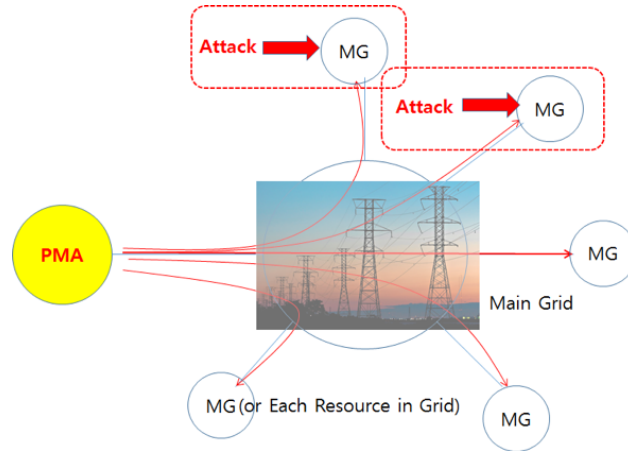 Attack
MG
Attack
MG
PMA
MG
Main Grid
MG (or Each Resource in Grid)
MG